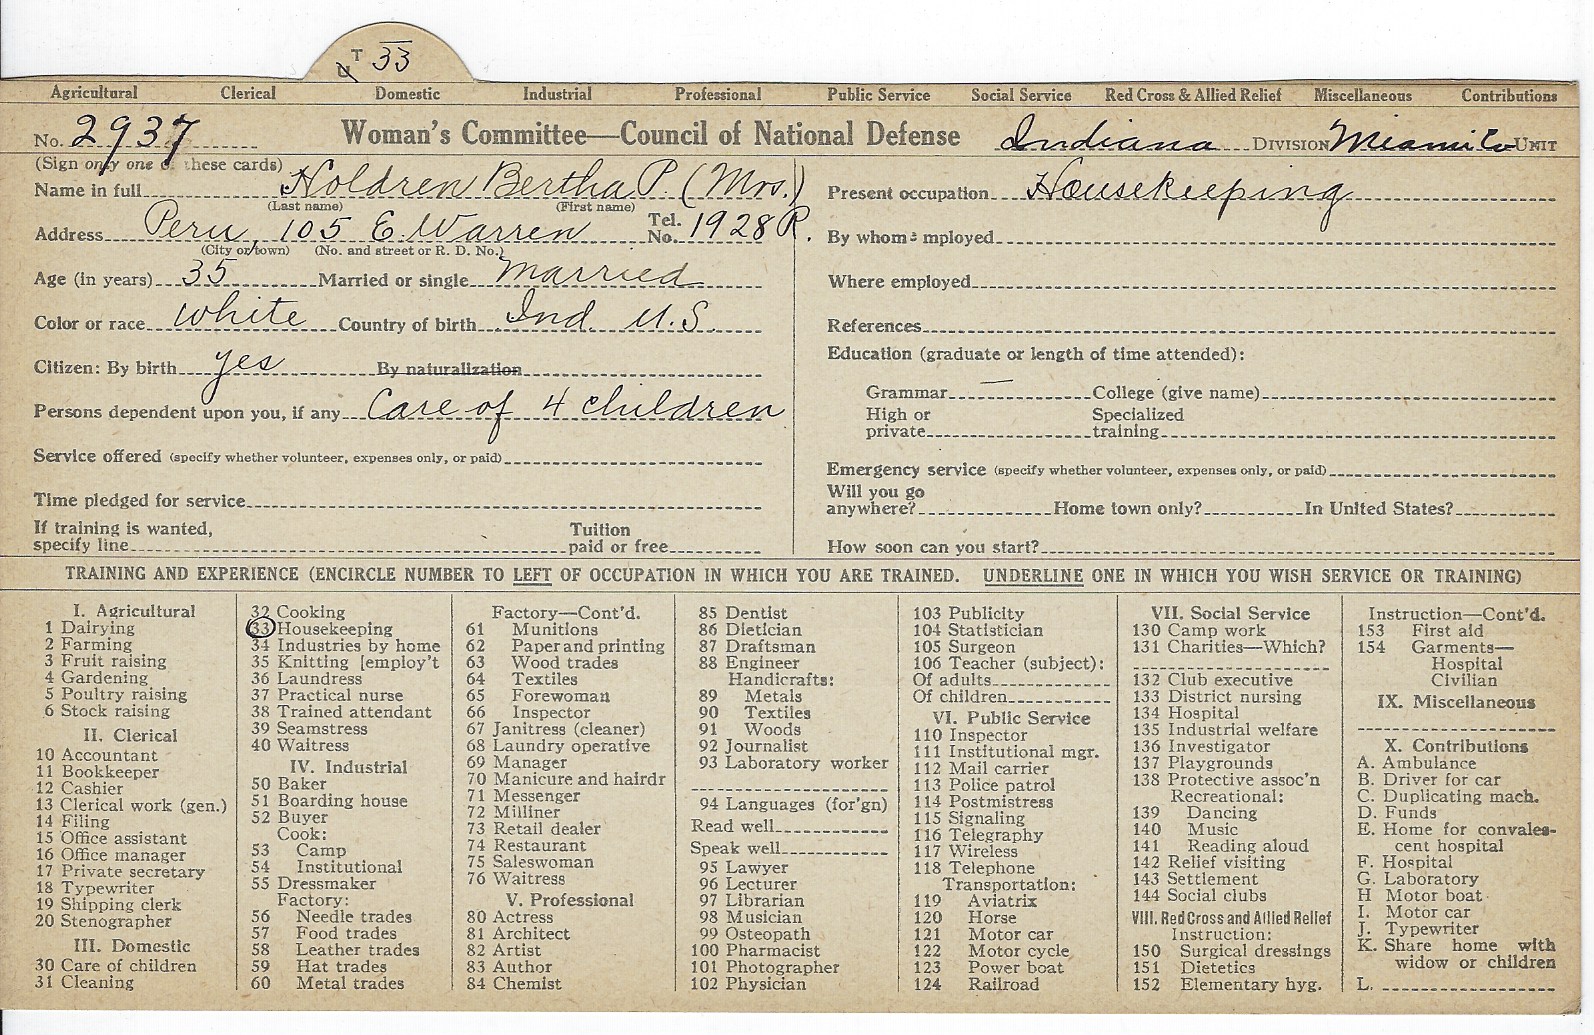 T 33
U
Agricultural Clerical Domestic Industrial Professional Public Service Social Service Red Cross & Allied Relief Miscellaneous Contributions
No. 2937 Woman's Committee—Council of National Defense Indiana DIVISION Miami Co UNIT
(Sign only one of these cards)
Name in full Holdren Bertha P. (Mrs.)
(Last name) (First name)
Address Peru, 105 E. Warren Tel. No. 1928 R.
(City or town) (No. and street or R. D. No.)
Age (in years) 35 Married or single Married
Color or race White Country of birth Ind. U.S.
Citizen: By birth yes By naturalization
Persons dependent upon you, if any Care of 4 children
Service offered (specify whether volunteer, expenses only, or paid)
Time pledged for service
If training is wanted, specify line Tuition paid or free
Present occupation Housekeeping
By whom employed
Where employed
References
Education (graduate or length of time attended):
Grammar — College (give name)
High or private Specialized training
Emergency service (specify whether volunteer, expenses only, or paid)
Will you go anywhere? Home town only? In United States?
How soon can you start?
TRAINING AND EXPERIENCE (ENCIRCLE NUMBER TO LEFT OF OCCUPATION IN WHICH YOU ARE TRAINED. UNDERLINE ONE IN WHICH YOU WISH SERVICE OR TRAINING)
I. Agricultural
1 Dairying
2 Farming
3 Fruit raising
4 Gardening
5 Poultry raising
6 Stock raising
II. Clerical
10 Accountant
11 Bookkeeper
12 Cashier
13 Clerical work (gen.)
14 Filing
15 Office assistant
16 Office manager
17 Private secretary
18 Typewriter
19 Shipping clerk
20 Stenographer
III. Domestic
30 Care of children
31 Cleaning
32 Cooking
33 Housekeeping
34 Industries by home
35 Knitting [employ't
36 Laundress
37 Practical nurse
38 Trained attendant
39 Seamstress
40 Waitress
IV. Industrial
50 Baker
51 Boarding house
52 Buyer
Cook:
53 Camp
54 Institutional
55 Dressmaker
Factory:
56 Needle trades
57 Food trades
58 Leather trades
59 Hat trades
60 Metal trades
Factory—Cont'd.
61 Munitions
62 Paper and printing
63 Wood trades
64 Textiles
65 Forewoman
66 Inspector
67 Janitress (cleaner)
68 Laundry operative
69 Manager
70 Manicure and hairdr
71 Messenger
72 Milliner
73 Retail dealer
74 Restaurant
75 Saleswoman
76 Waitress
V. Professional
80 Actress
81 Architect
82 Artist
83 Author
84 Chemist
85 Dentist
86 Dietician
87 Draftsman
88 Engineer
Handicrafts:
89 Metals
90 Textiles
91 Woods
92 Journalist
93 Laboratory worker
94 Languages (for'gn)
Read well
Speak well
95 Lawyer
96 Lecturer
97 Librarian
98 Musician
99 Osteopath
100 Pharmacist
101 Photographer
102 Physician
103 Publicity
104 Statistician
105 Surgeon
106 Teacher (subject):
Of adults
Of children
VI. Public Service
110 Inspector
111 Institutional mgr.
112 Mail carrier
113 Police patrol
114 Postmistress
115 Signaling
116 Telegraphy
117 Wireless
118 Telephone
Transportation:
119 Aviatrix
120 Horse
121 Motor car
122 Motor cycle
123 Power boat
124 Railroad
VII. Social Service
130 Camp work
131 Charities—Which?
132 Club executive
133 District nursing
134 Hospital
135 Industrial welfare
136 Investigator
137 Playgrounds
138 Protective assoc'n
Recreational:
139 Dancing
140 Music
141 Reading aloud
142 Relief visiting
143 Settlement
144 Social clubs
VIII. Red Cross and Allied Relief
Instruction:
150 Surgical dressings
151 Dietetics
152 Elementary hyg.
Instruction—Cont'd.
153 First aid
154 Garments—
Hospital
Civilian
IX. Miscellaneous
X. Contributions
A. Ambulance
B. Driver for car
C. Duplicating mach.
D. Funds
E. Home for convales-
cent hospital
F. Hospital
G. Laboratory
H Motor boat
I. Motor car
J. Typewriter
K. Share home with
widow or children
L.